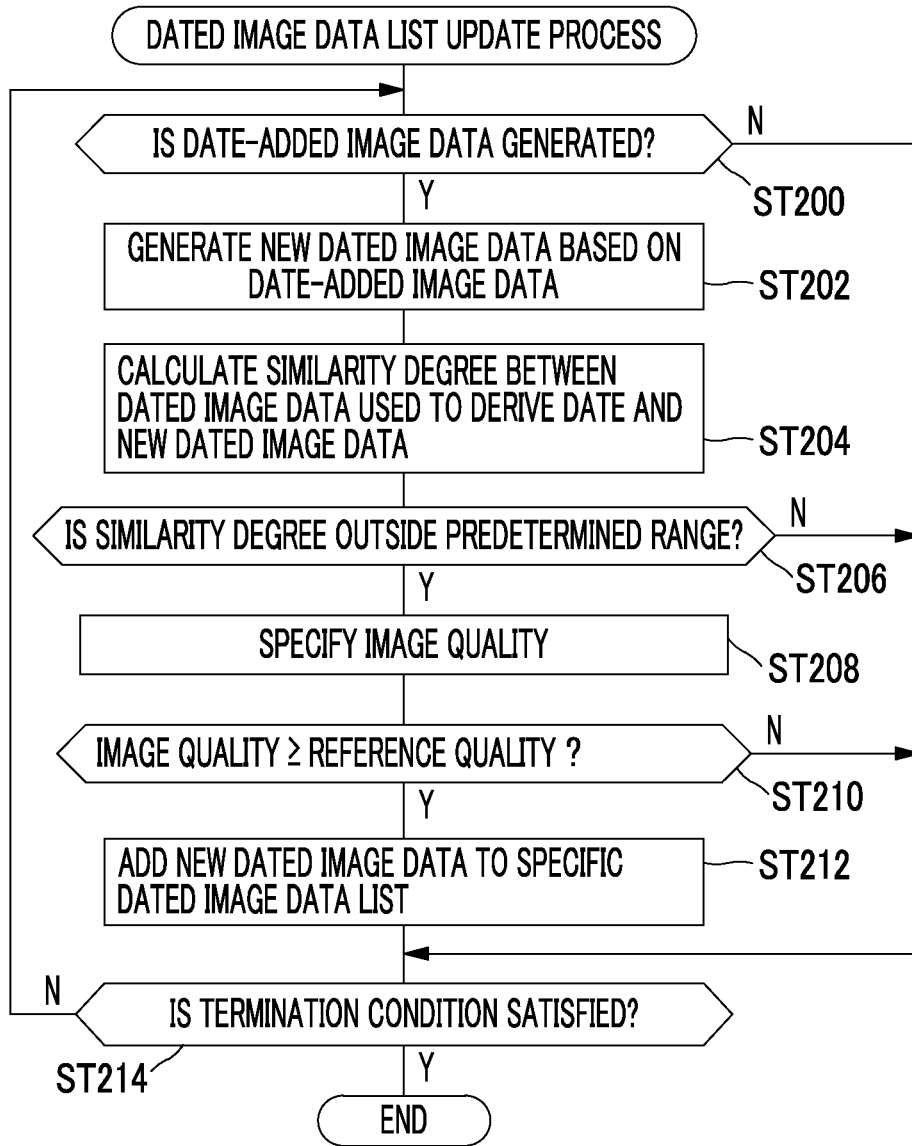 DATED IMAGE DATA LIST UPDATE PROCESS
IS DATE-ADDED IMAGE DATA GENERATED?
N
ST200
Y
GENERATE NEW DATED IMAGE DATA BASED ON
DATE-ADDED IMAGE DATA
ST202
CALCULATE SIMILARITY DEGREE BETWEEN
DATED IMAGE DATA USED TO DERIVE DATE AND
NEW DATED IMAGE DATA
ST204
IS SIMILARITY DEGREE OUTSIDE PREDETERMINED RANGE?
N
ST206
Y
SPECIFY IMAGE QUALITY
ST208
IMAGE QUALITY ≥ REFERENCE QUALITY ?
N
ST210
Y
ADD NEW DATED IMAGE DATA TO SPECIFIC
DATED IMAGE DATA LIST
ST212
N
IS TERMINATION CONDITION SATISFIED?
ST214
Y
END